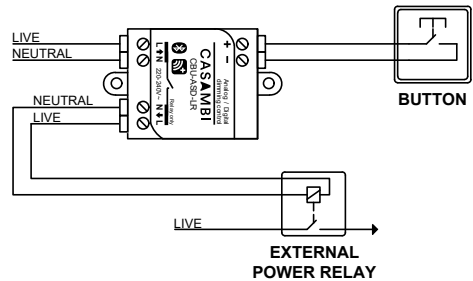 LIVE
NEUTRAL
L N
220-240V~
Relay only
N L
CBU-ASD-LR
CASAMBI
Analog / Digital
dimming control
+
-
BUTTON
NEUTRAL
LIVE
LIVE
EXTERNAL
POWER RELAY